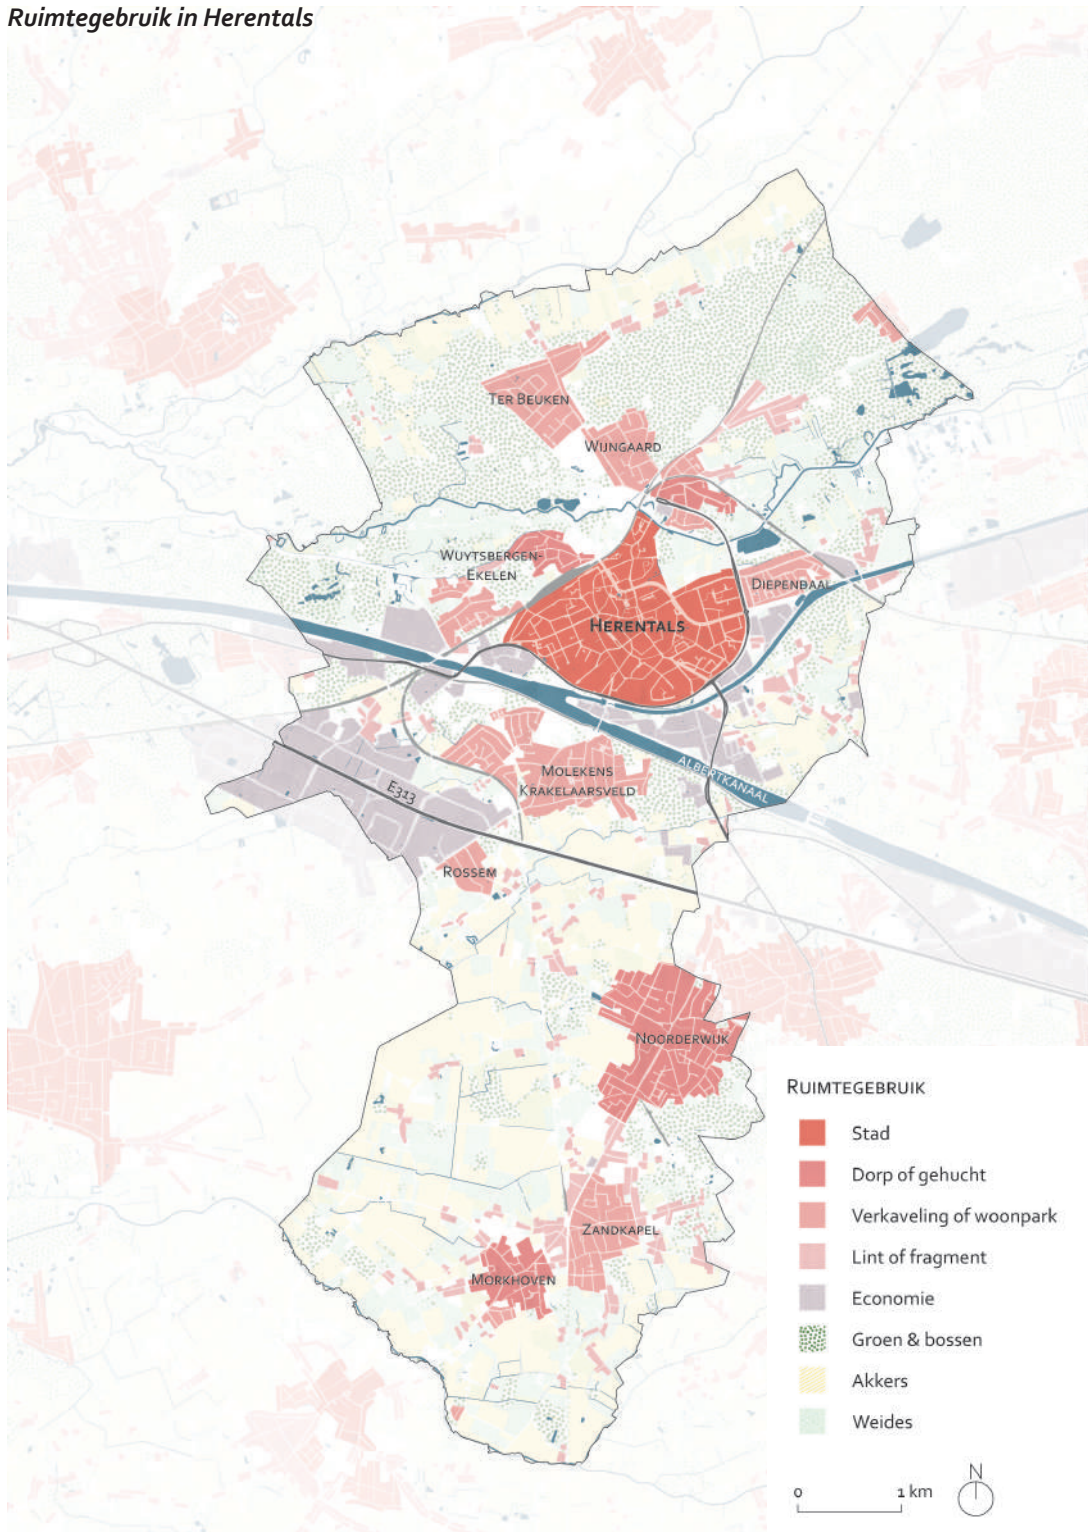 Ruimtegebruik in Herentals
Ter Beuken
Wijngaard
Wuytsbergen-
Ekelen
Diependaal
Herentals
Molekens
Krakelaarsveld
Albertkanaal
E313
Rossem
Noorderwijk
Zandkapel
Morkhoven
Ruimtegebruik
Stad
Dorp of gehucht
Verkaveling of woonpark
Lint of fragment
Economie
Groen & bossen
Akkers
Weides
0 1 km
N